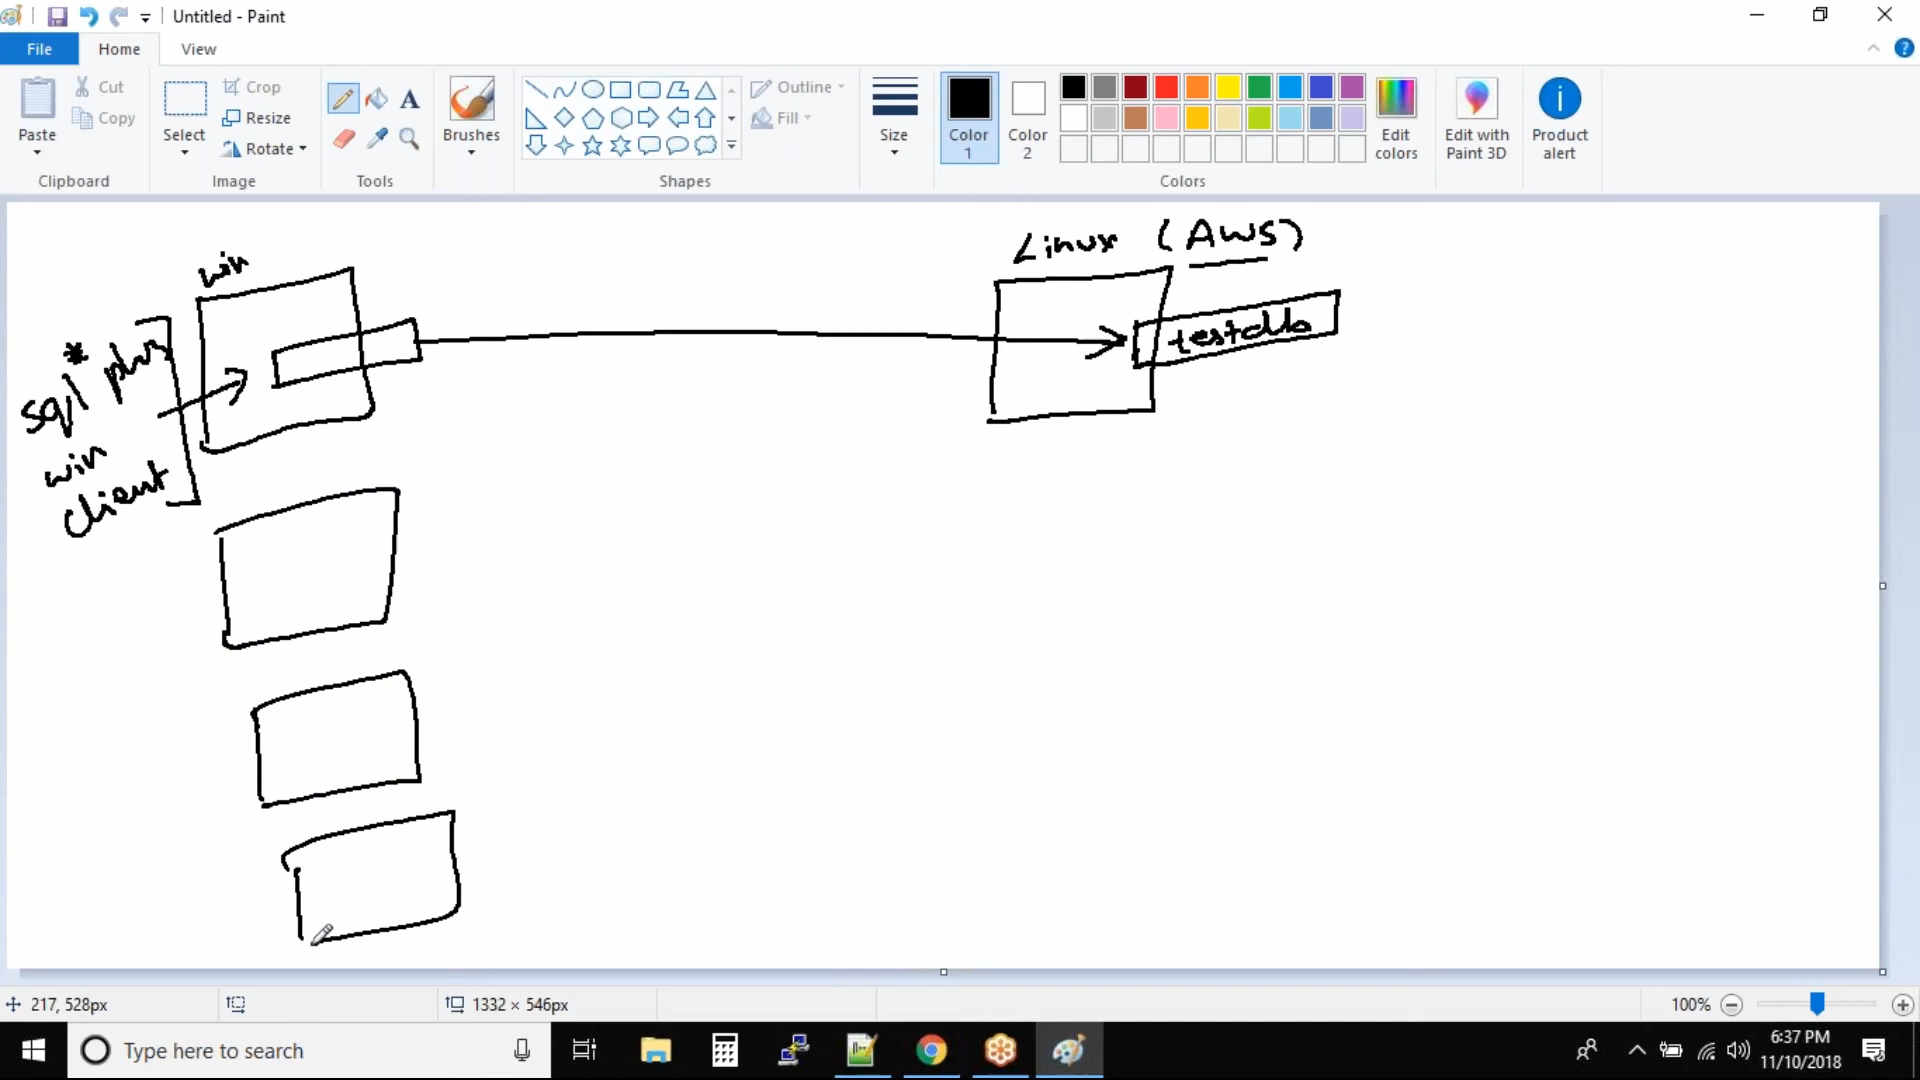 Untitled - Paint
File
Home
View
Paste
Cut
Copy
Clipboard
Select
Crop
Resize
Rotate
Image
A
Tools
Brushes
Shapes
Outline
Fill
Size
Color
1
Color
2
Edit
colors
Colors
Edit with
Paint 3D
Product
alert
win
sql*plus
win
client
Linux (AWS)
testdb
217, 528px
1332 × 546px
100%
Type here to search
6:37 PM
11/10/2018